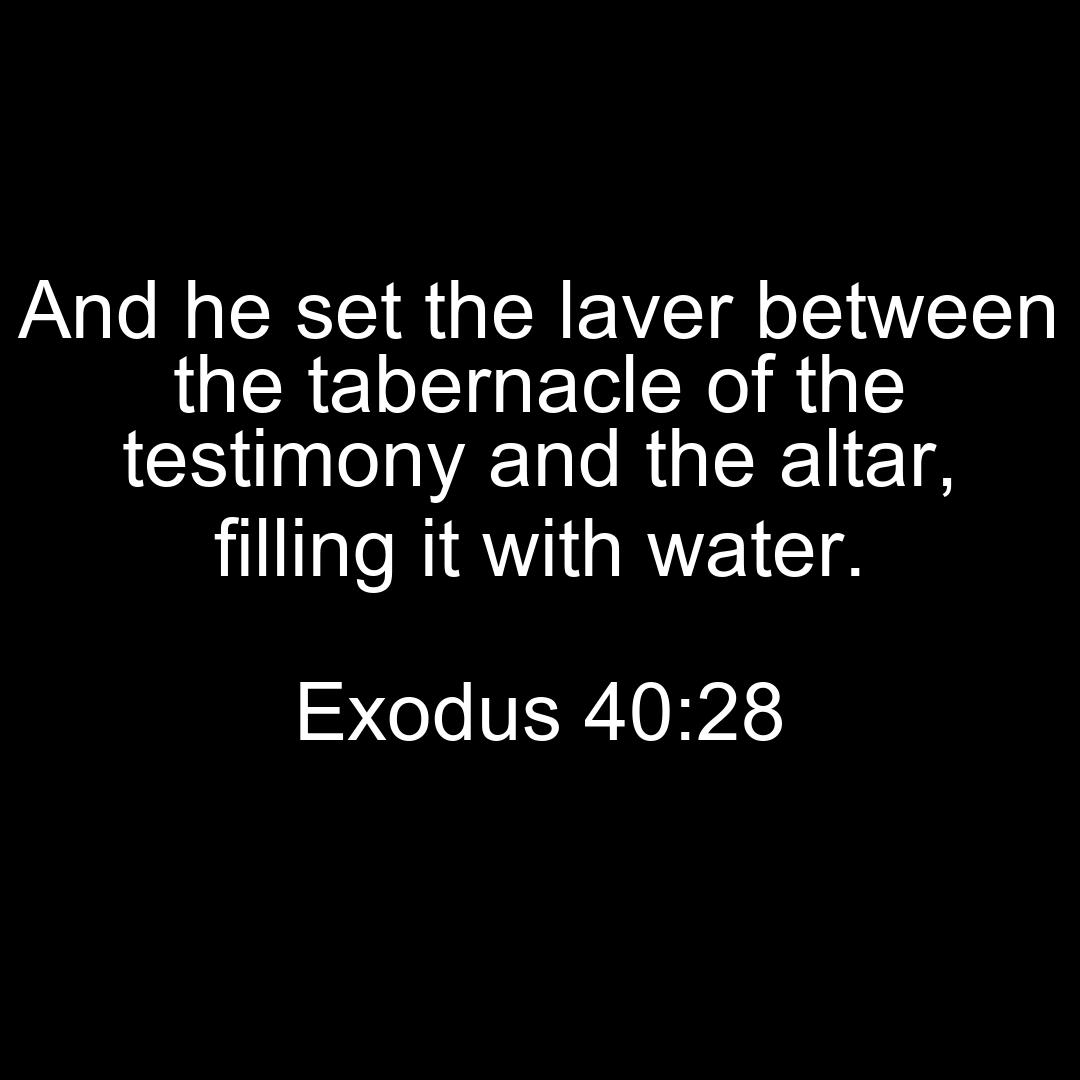 And he set the laver between
the tabernacle of the
testimony and the altar,
filling it with water.
Exodus 40:28